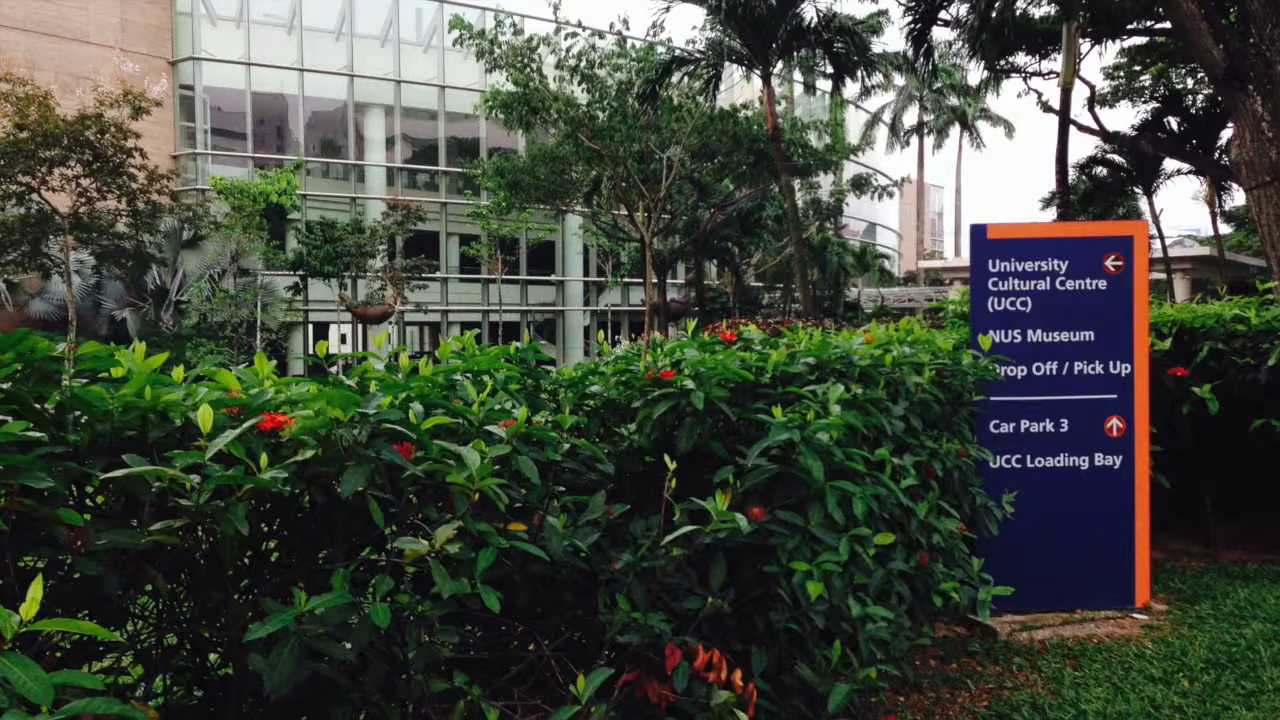 University
Cultural Centre
(UCC)
NUS Museum
Drop Off / Pick Up
Car Park 3
UCC Loading Bay